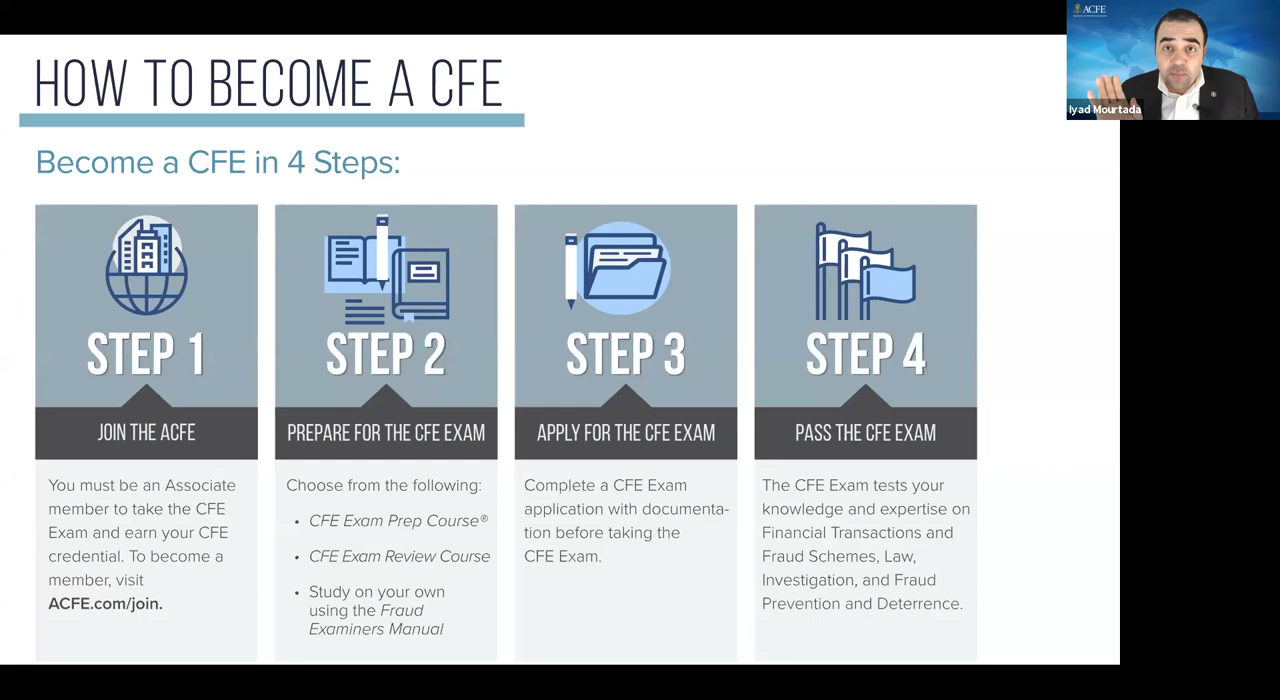 HOW TO BECOME A CFE
Become a CFE in 4 Steps:
STEP 1
JOIN THE ACFE
You must be an Associate
member to take the CFE
Exam and earn your CFE
credential. To become a
member, visit
ACFE.com/join.
STEP 2
PREPARE FOR THE CFE EXAM
Choose from the following:
• CFE Exam Prep Course®
• CFE Exam Review Course
• Study on your own
using the Fraud
Examiners Manual
STEP 3
APPLY FOR THE CFE EXAM
Complete a CFE Exam
application with documenta-
tion before taking the
CFE Exam.
STEP 4
PASS THE CFE EXAM
The CFE Exam tests your
knowledge and expertise on
Financial Transactions and
Fraud Schemes, Law,
Investigation, and Fraud
Prevention and Deterrence.
ACFE
Iyad Mourtada